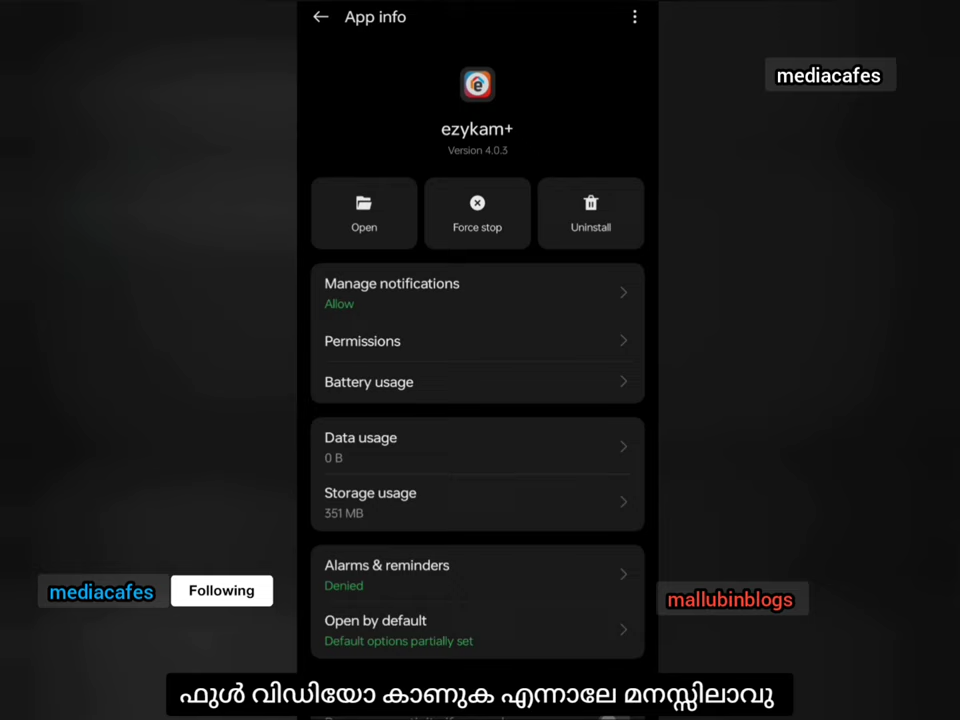 App info
mediacafes
ezykam+
Version 4.0.3
Open
Force stop
Uninstall
Manage notifications
Allow
Permissions
Battery usage
Data usage
0 B
Storage usage
351 MB
Alarms & reminders
Denied
mediacafes
Following
mallubinblogs
Open by default
Default options partially set
ഫുൾ വിഡിയോ കാണുക എന്നാലേ മനസ്സിലാവു